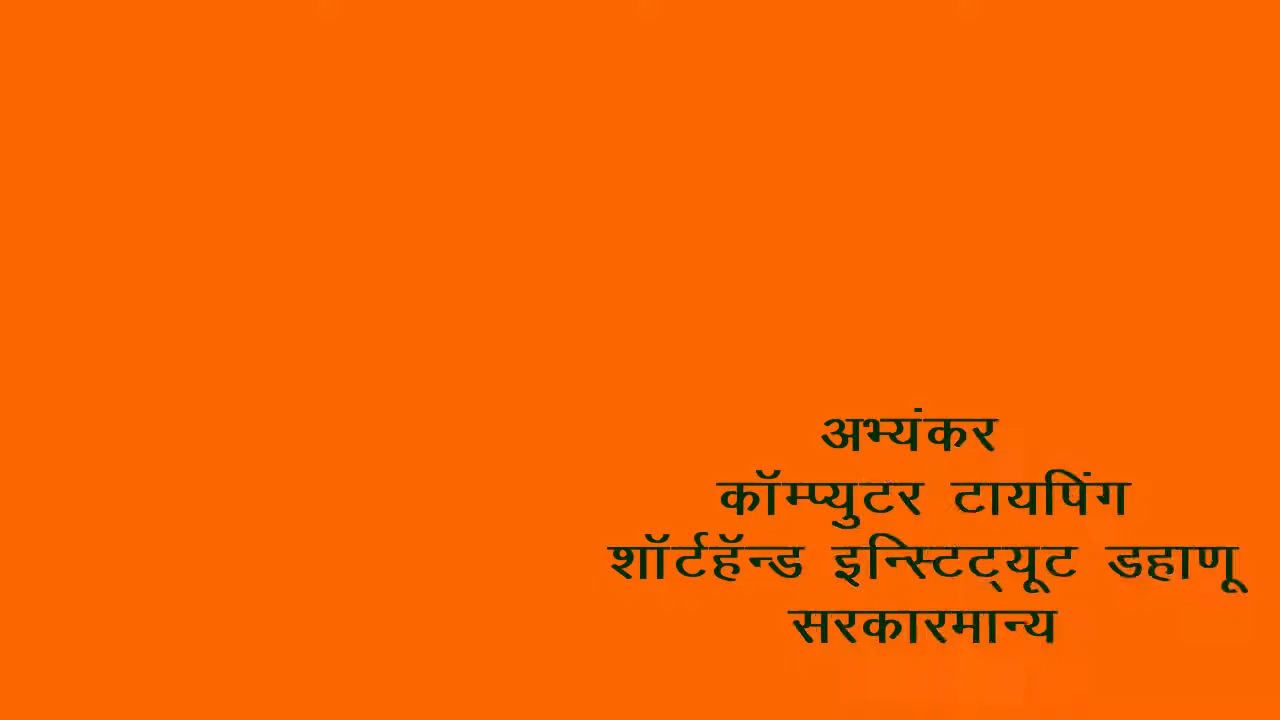 अभ्यंकर
कॉम्प्युटर टायपिंग
शॉर्टहॅन्ड इन्स्टिट्यूट डहाणू
सरकारमान्य